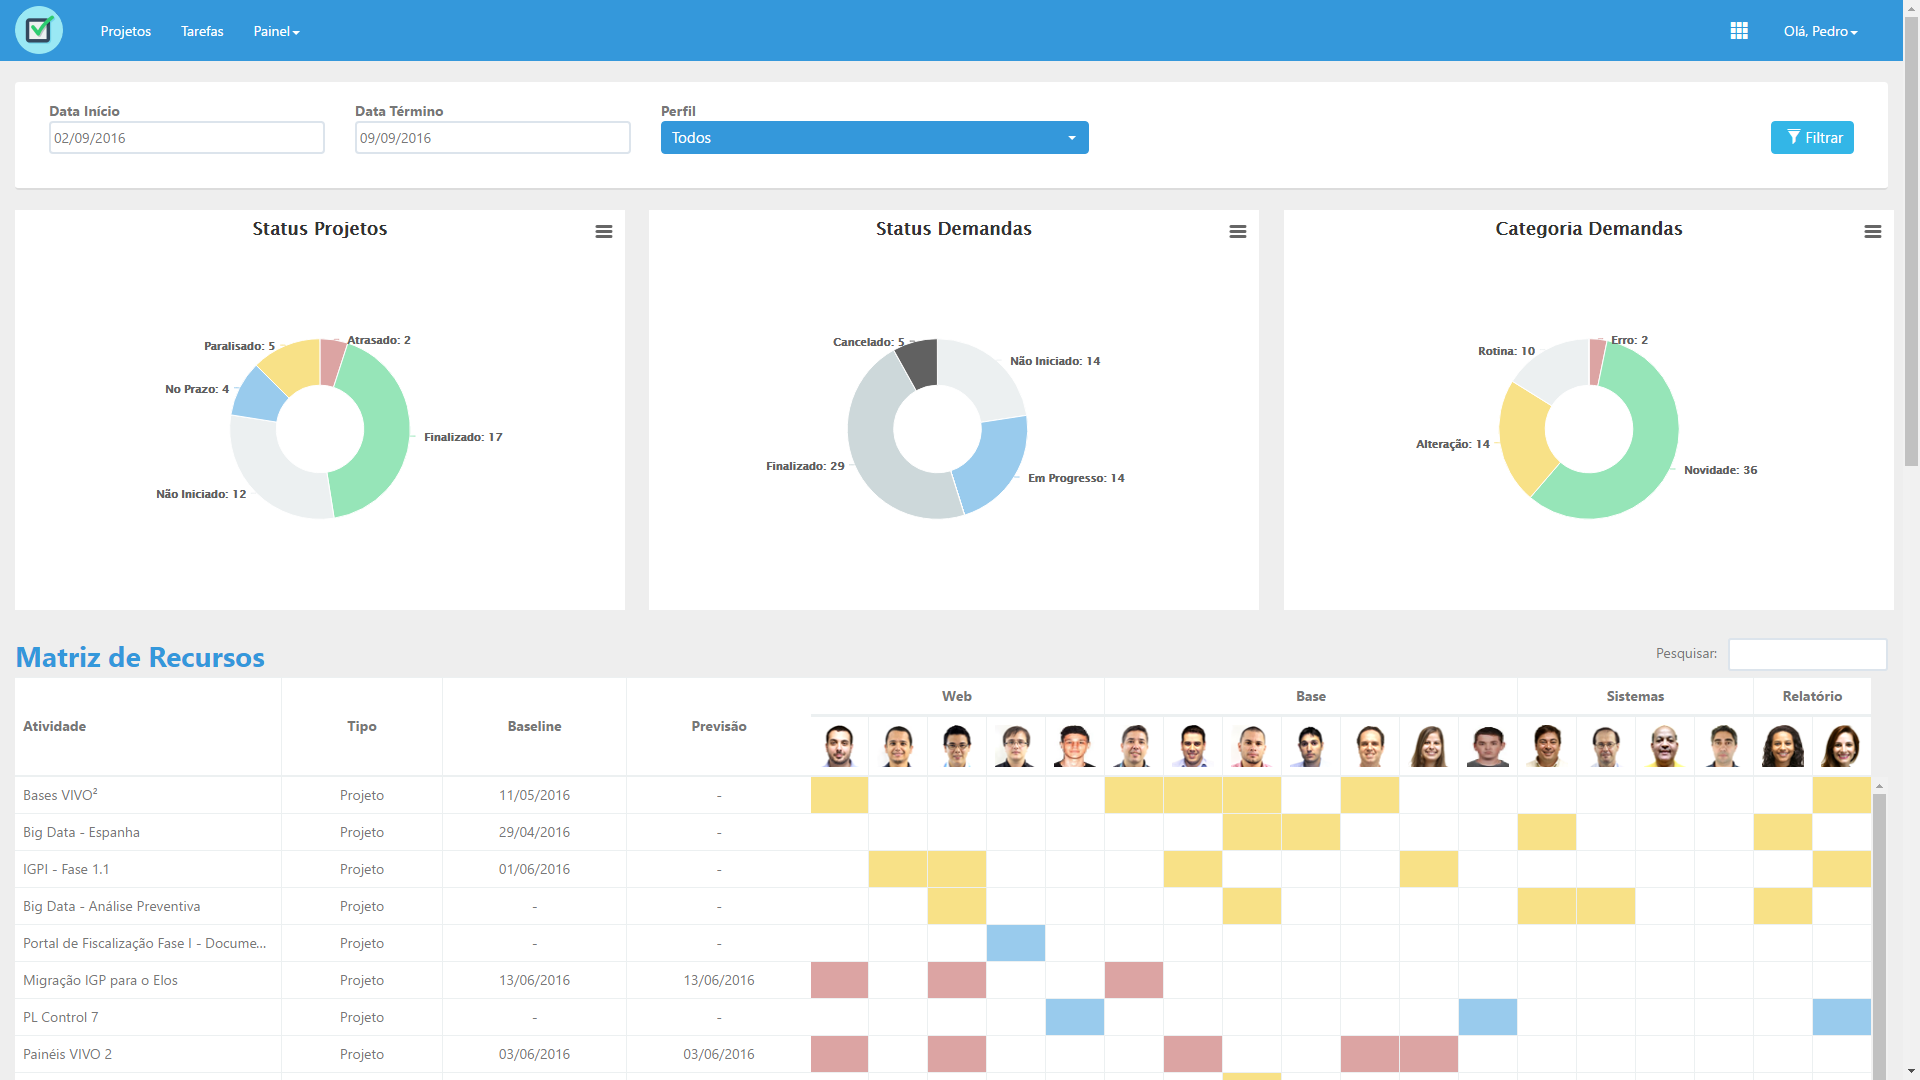 Projetos Tarefas Painel Olá, Pedro
Data Início Data Término Perfil
02/09/2016 09/09/2016 Todos Filtrar
Status Projetos
Paralisado: 5
Atrasado: 2
No Prazo: 4
Finalizado: 17
Não Iniciado: 12
Status Demandas
Cancelado: 5
Não Iniciado: 14
Finalizado: 29
Em Progresso: 14
Categoria Demandas
Erro: 2
Rotina: 10
Alteração: 14
Novidade: 36
Matriz de Recursos Pesquisar:
Web Base Sistemas Relatório
Atividade Tipo Baseline Previsão
Bases VIVO² Projeto 11/05/2016 -
Big Data - Espanha Projeto 29/04/2016 -
IGPI - Fase 1.1 Projeto 01/06/2016 -
Big Data - Análise Preventiva Projeto - -
Portal de Fiscalização Fase I - Docume... Projeto - -
Migração IGP para o Elos Projeto 13/06/2016 13/06/2016
PL Control 7 Projeto - -
Painéis VIVO 2 Projeto 03/06/2016 03/06/2016